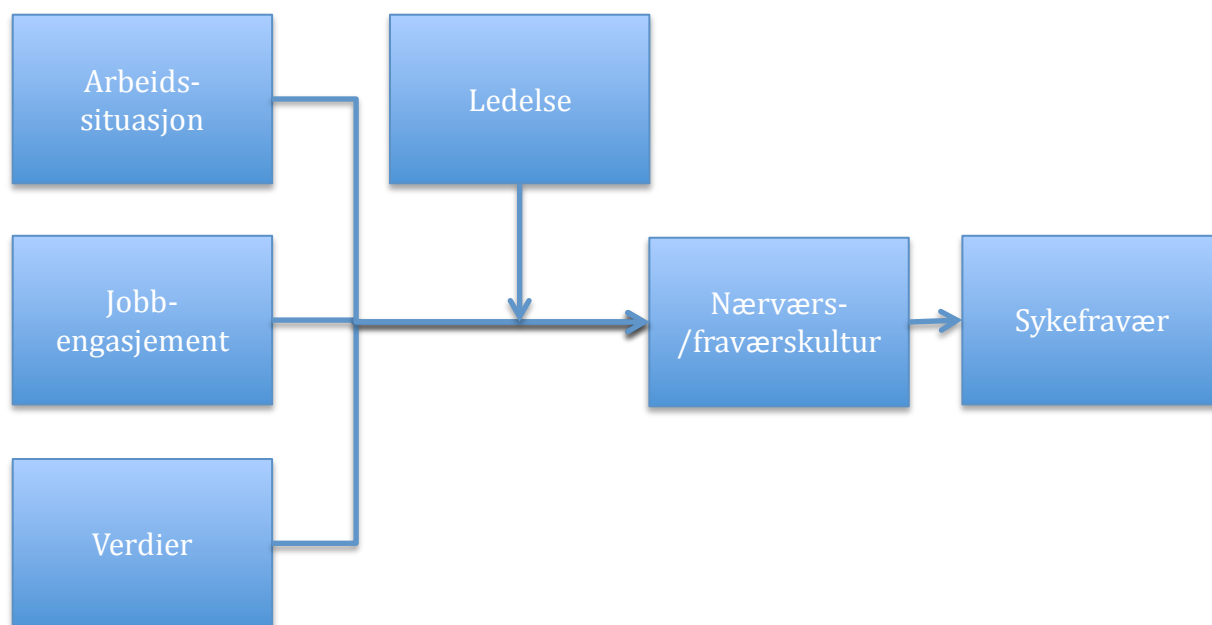 Arbeids-
situasjon
Ledelse
Jobb-
engasjement
Nærværs-
/fraværskultur
Sykefravær
Verdier